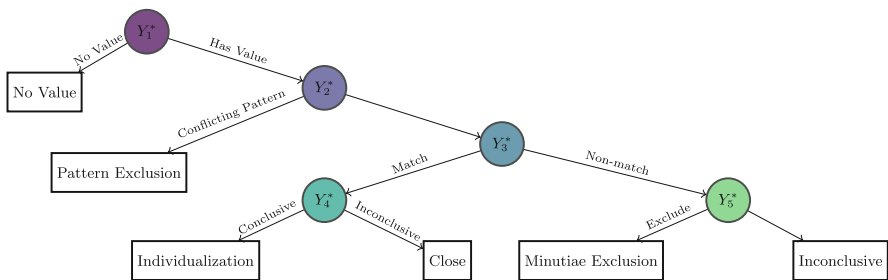 Y₁*
No Value
Has Value
No Value
Y₂*
Conflicting Pattern
Y₃*
Pattern Exclusion
Match
Non-match
Y₄*
Y₅*
Conclusive
Inconclusive
Exclude
Individualization
Close
Minutiae Exclusion
Inconclusive